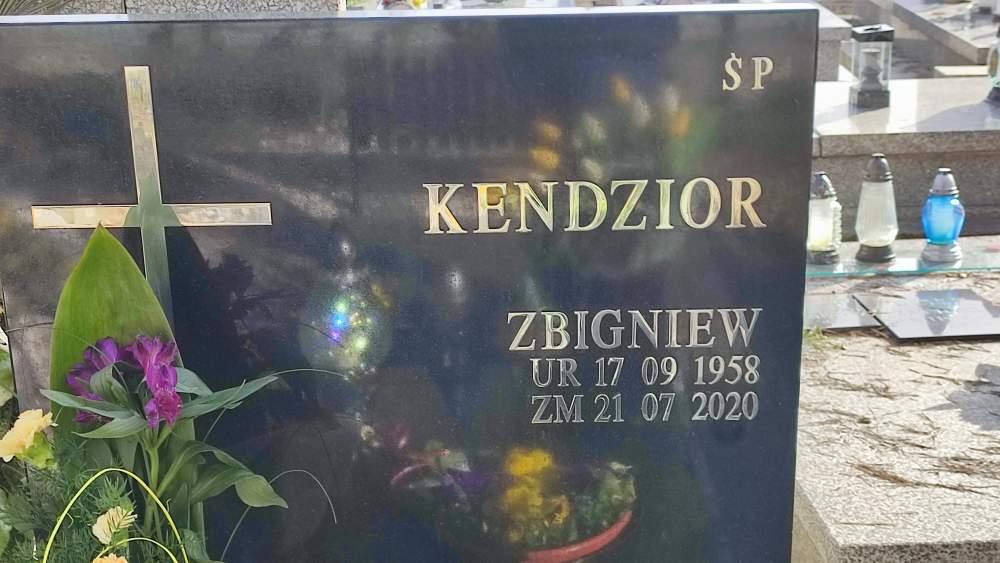 ŚP
KENDZIOR
ZBIGNIEW
UR 17 09 1958
ZM 21 07 2020